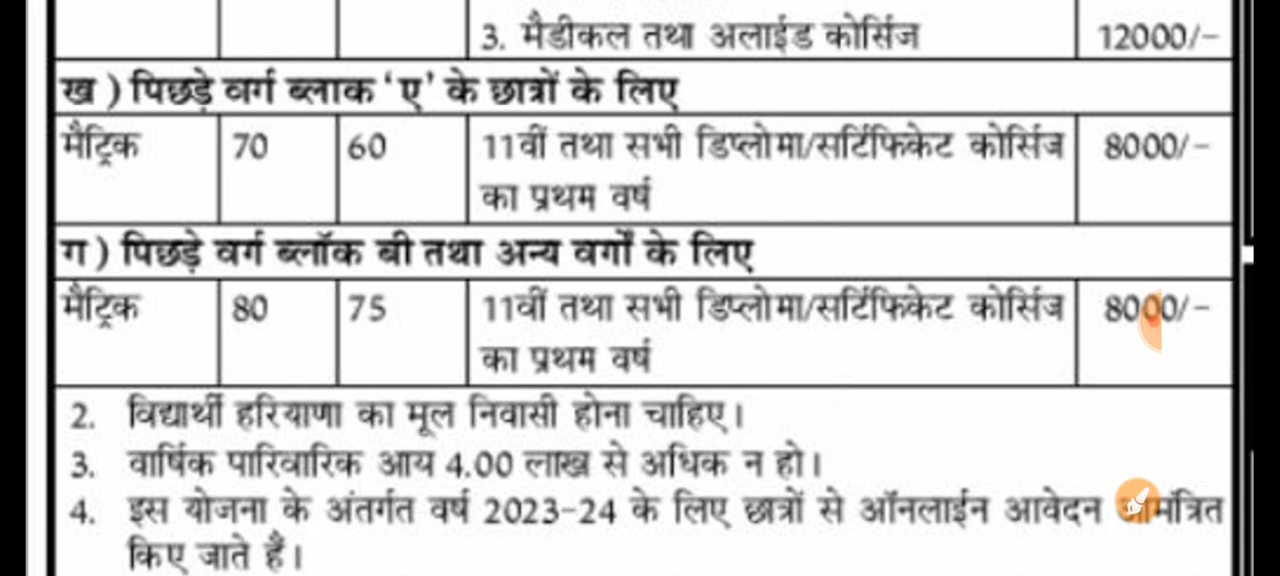 3. मैडीकल तथा अलाईड कोर्सिज 12000/-
ख ) पिछड़े वर्ग ब्लाक 'ए' के छात्रों के लिए
मैट्रिक 70 60 11वीं तथा सभी डिप्लोमा/सर्टिफिकेट कोर्सिज 8000/-
का प्रथम वर्ष
ग ) पिछड़े वर्ग ब्लॉक बी तथा अन्य वर्गों के लिए
मैट्रिक 80 75 11वीं तथा सभी डिप्लोमा/सर्टिफिकेट कोर्सिज 8000/-
का प्रथम वर्ष
2. विद्यार्थी हरियाणा का मूल निवासी होना चाहिए।
3. वार्षिक पारिवारिक आय 4.00 लाख से अधिक न हो।
4. इस योजना के अंतर्गत वर्ष 2023-24 के लिए छात्रों से ऑनलाईन आवेदन आमंत्रित
किए जाते हैं।